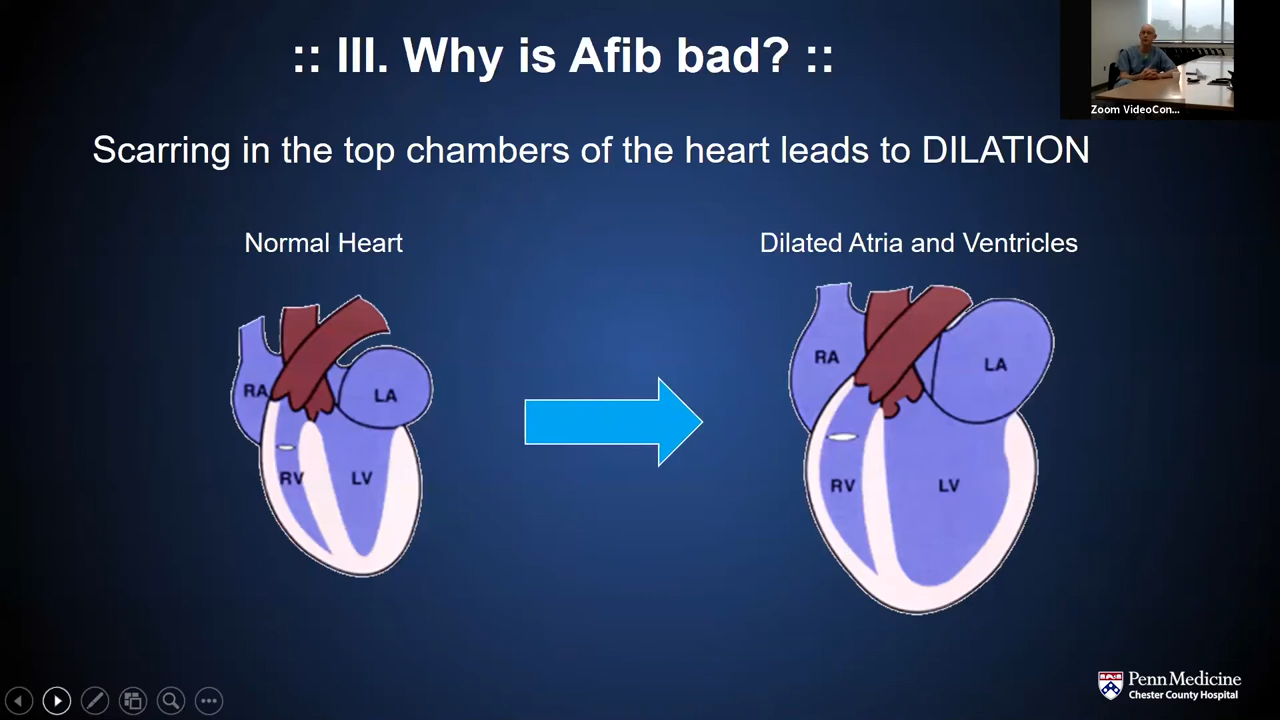 :: III. Why is Afib bad? ::
Zoom VideoCon...
Scarring in the top chambers of the heart leads to DILATION
Normal Heart
Dilated Atria and Ventricles
RA
LA
RV
LV
RA
LA
RV
LV
Penn Medicine
Chester County Hospital